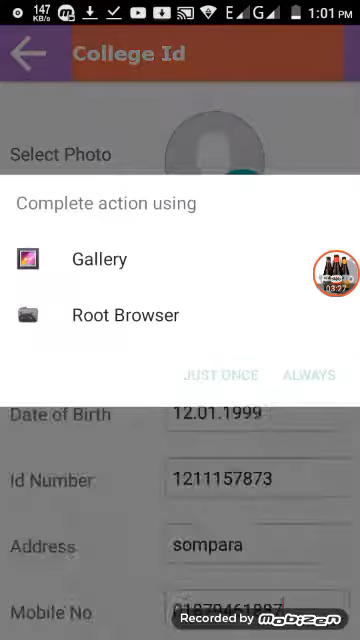 147 KB/s E G 1:01 PM
College Id
Select Photo
Complete action using
Gallery
03:27
Root Browser
JUST ONCE ALWAYS
Date of Birth 12.01.1999
Id Number 1211157873
Address sompara
Mobile No
Recorded by mobizen